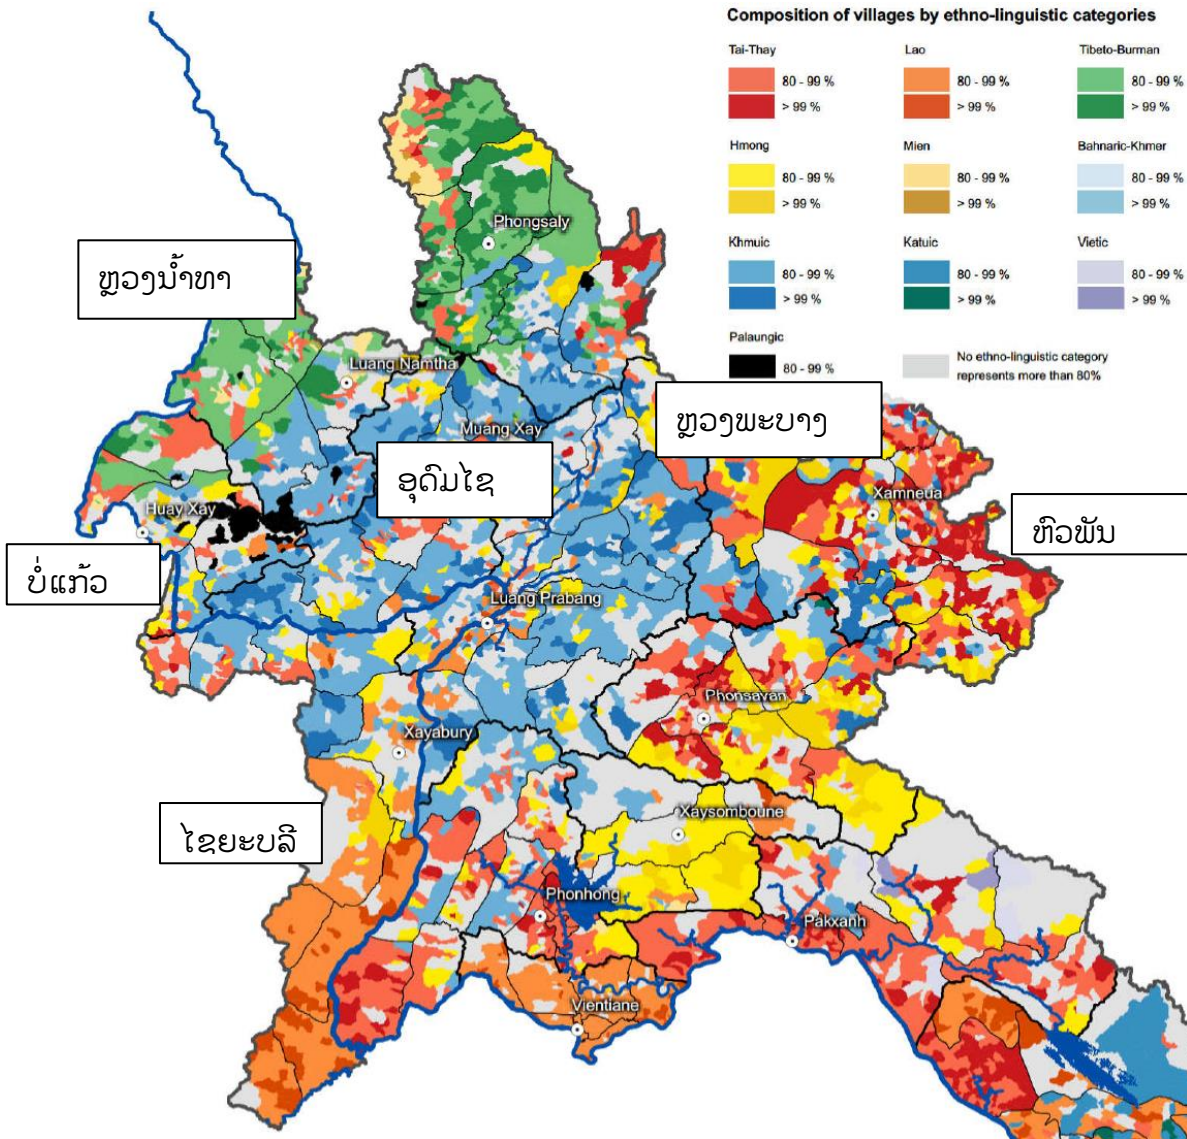 Composition of villages by ethno-linguistic categories
Tai-Thay
80 - 99 %
> 99 %
Lao
80 - 99 %
> 99 %
Tibeto-Burman
80 - 99 %
> 99 %
Hmong
80 - 99 %
> 99 %
Mien
80 - 99 %
> 99 %
Bahnaric-Khmer
80 - 99 %
> 99 %
Khmuic
80 - 99 %
> 99 %
Katuic
80 - 99 %
> 99 %
Vietic
80 - 99 %
> 99 %
Palaungic
80 - 99 %
No ethno-linguistic category
represents more than 80%
Phongsaly
ຫຼວງນ້ຳທາ
Luang Namtha
ຫຼວງພະບາງ
Muang Xay
ອຸດົມໄຊ
Xamneua
Huay Xay
ຫົວພັນ
ບໍ່ແກ້ວ
Luang Prabang
Phonsavan
Xayabury
Xaysomboune
ໄຊຍະບລີ
Phonhong
Pakxanh
Vientiane